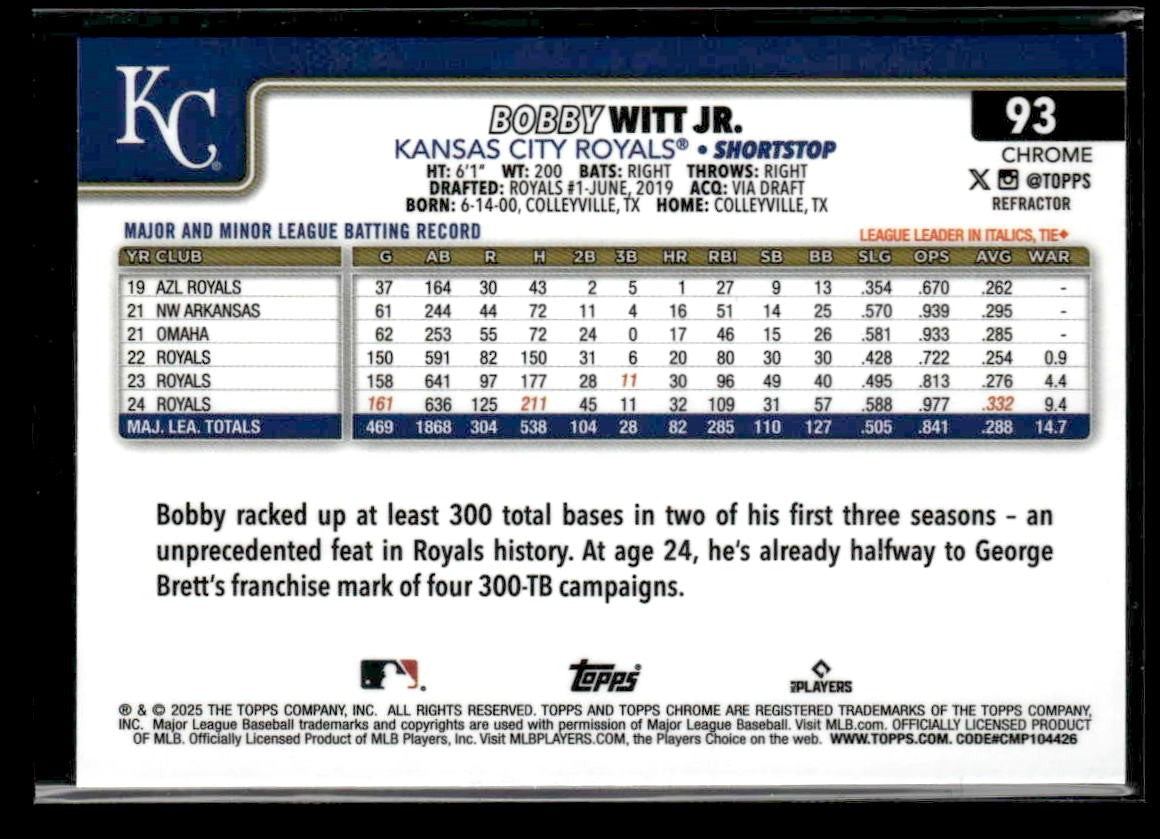 KC
BOBBY WITT JR.
93
KANSAS CITY ROYALS® • SHORTSTOP
CHROME
HT: 6'1" WT: 200 BATS: RIGHT THROWS: RIGHT
X @TOPPS
DRAFTED: ROYALS #1-JUNE, 2019 ACQ: VIA DRAFT
BORN: 6-14-00, COLLEYVILLE, TX HOME: COLLEYVILLE, TX
REFRACTOR
MAJOR AND MINOR LEAGUE BATTING RECORD
LEAGUE LEADER IN ITALICS, TIE◆
YR CLUB G AB R H 2B 3B HR RBI SB BB SLG OPS AVG WAR
19 AZL ROYALS 37 164 30 43 2 5 1 27 9 13 .354 .670 .262 -
21 NW ARKANSAS 61 244 44 72 11 4 16 51 14 25 .570 .939 .295 -
21 OMAHA 62 253 55 72 24 0 17 46 15 26 .581 .933 .285 -
22 ROYALS 150 591 82 150 31 6 20 80 30 30 .428 .722 .254 0.9
23 ROYALS 158 641 97 177 28 11 30 96 49 40 .495 .813 .276 4.4
24 ROYALS 161 636 125 211 45 11 32 109 31 57 .588 .977 .332 9.4
MAJ. LEA. TOTALS 469 1868 304 538 104 28 82 285 110 127 .505 .841 .288 14.7
Bobby racked up at least 300 total bases in two of his first three seasons – an
unprecedented feat in Royals history. At age 24, he's already halfway to George
Brett's franchise mark of four 300-TB campaigns.
Topps®
MLBPLAYERS
® & © 2025 THE TOPPS COMPANY, INC. ALL RIGHTS RESERVED. TOPPS AND TOPPS CHROME ARE REGISTERED TRADEMARKS OF THE TOPPS COMPANY,
INC. Major League Baseball trademarks and copyrights are used with permission of Major League Baseball. Visit MLB.com. OFFICIALLY LICENSED PRODUCT
OF MLB. Officially Licensed Product of MLB Players, Inc. Visit MLBPLAYERS.COM, the Players Choice on the web. WWW.TOPPS.COM. CODE#CMP104426